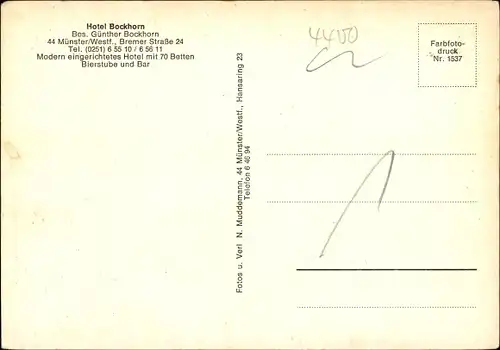 Hotel Bockhorn
Bes. Günther Bockhorn
44 Münster/Westf., Bremer Straße 24
Tel. (0251) 6 55 10 / 6 56 11
Modern eingerichtetes Hotel mit 70 Betten
Bierstube und Bar
Fotos u. Verl N. Muddemann, 44 Münster/Westf., Hansaring 23
Telefon 6 46 94
4400
Farbfoto-
druck
Nr. 1537